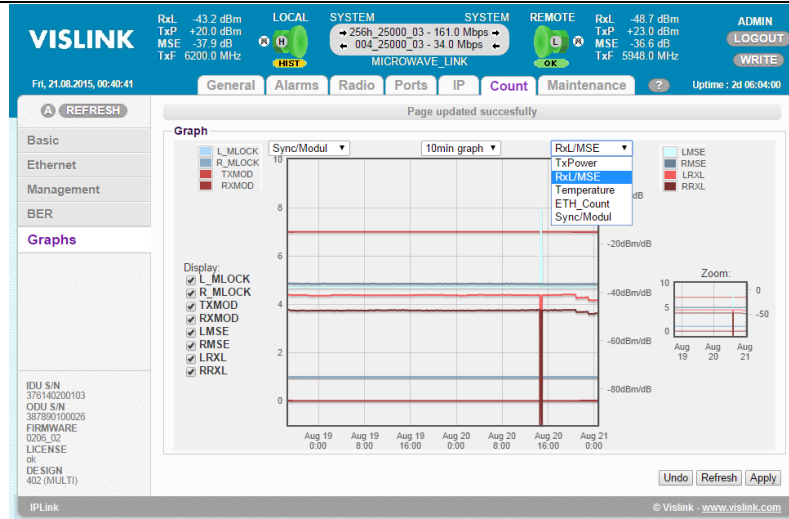 VISLINK
RxL -43.2 dBm
TxP +20.0 dBm
MSE -37.9 dB
TxF 6200.0 MHz
LOCAL
H
HIST
SYSTEM SYSTEM
256h_25000_03 - 161.0 Mbps
004_25000_03 - 34.0 Mbps
MICROWAVE_LINK
REMOTE
L
OK
RxL -48.7 dBm
TxP +23.0 dBm
MSE -36.6 dB
TxF 5948.0 MHz
ADMIN
LOGOUT
WRITE
Fri, 21.08.2015, 00:40:41
General Alarms Radio Ports IP Count Maintenance ?
Uptime : 2d 06:04:00
A REFRESH
Page updated succesfully
Basic
Ethernet
Management
BER
Graphs
Graph
L_MLOCK
R_MLOCK
TXMOD
RXMOD
Sync/Modul
10min graph
RxL/MSE
TxPower
RxL/MSE
Temperature
ETH_Count
Sync/Modul
LMSE
RMSE
LRXL
RRXL
10
8
6
4
2
0
dB
-20dBm/dB
-40dBm/dB
-60dBm/dB
-80dBm/dB
Display:
L_MLOCK
R_MLOCK
TXMOD
RXMOD
LMSE
RMSE
LRXL
RRXL
Aug 19 Aug 19 Aug 19 Aug 20 Aug 20 Aug 20 Aug 21
0:00 8:00 16:00 0:00 8:00 16:00 0:00
Zoom:
10
5
0
0
-50
Aug Aug Aug
19 20 21
IDU S/N
376140200103
ODU S/N
387890100026
FIRMWARE
0206_02
LICENSE
ok
DESIGN
402 (MULTI)
Undo Refresh Apply
IPLink
© Vislink - www.vislink.com